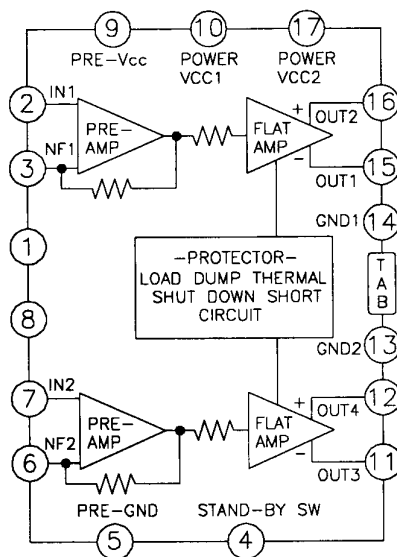 9 10 17
PRE-Vcc POWER POWER
VCC1 VCC2
2 IN1 PRE-
AMP FLAT
AMP + OUT2 16
3 NF1 - OUT1 15
1 GND1 14
-PROTECTOR-
LOAD DUMP THERMAL
SHUT DOWN SHORT
CIRCUIT
TAB
8 GND2 13
7 IN2 PRE-
AMP FLAT
AMP + OUT4 12
6 NF2 - OUT3 11
PRE-GND STAND-BY SW
5 4